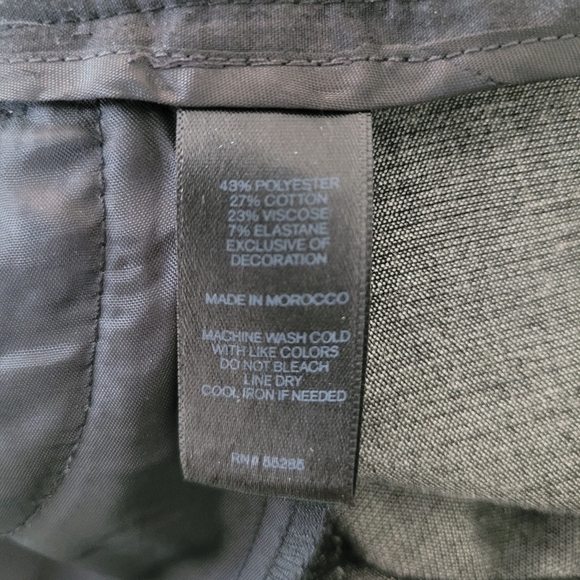 43% POLYESTER
27% COTTON
23% VISCOSE
7% ELASTANE
EXCLUSIVE OF
DECORATION
MADE IN MOROCCO
MACHINE WASH COLD
WITH LIKE COLORS
DO NOT BLEACH
LINE DRY
COOL IRON IF NEEDED
RN# 55285